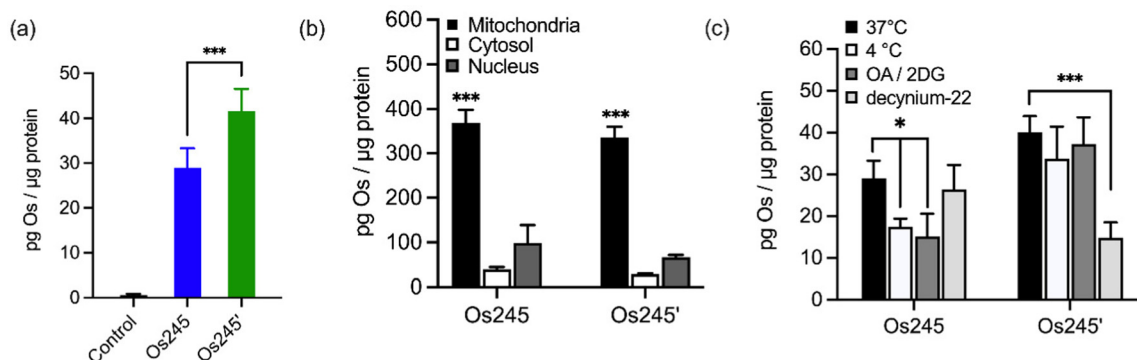 (a)
***
50
40
30
20
10
0
pg Os / µg protein
Control
Os245
Os245'
(b)
Mitochondria
Cytosol
Nucleus
600
500
400
300
200
100
0
pg Os / µg protein
***
***
Os245
Os245'
(c)
37°C
4 °C
OA / 2DG
decynium-22
60
50
40
30
20
10
0
pg Os / µg protein
*
***
Os245
Os245'